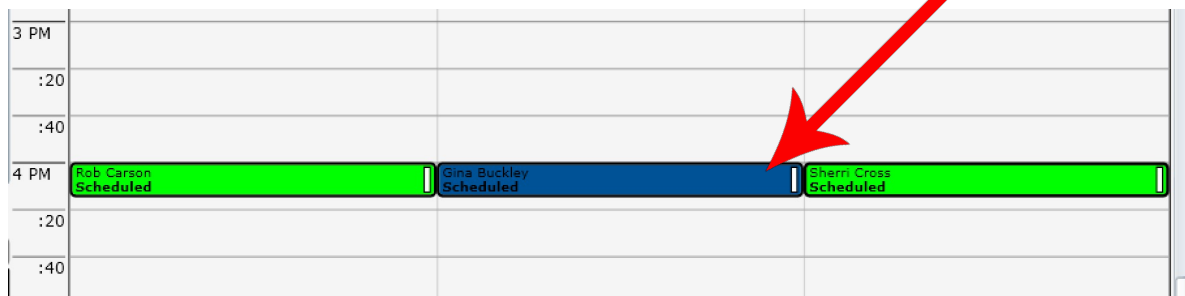 3 PM
:20
:40
4 PM
Rob Carson
Scheduled
Gina Buckley
Scheduled
Sherri Cross
Scheduled
:20
:40